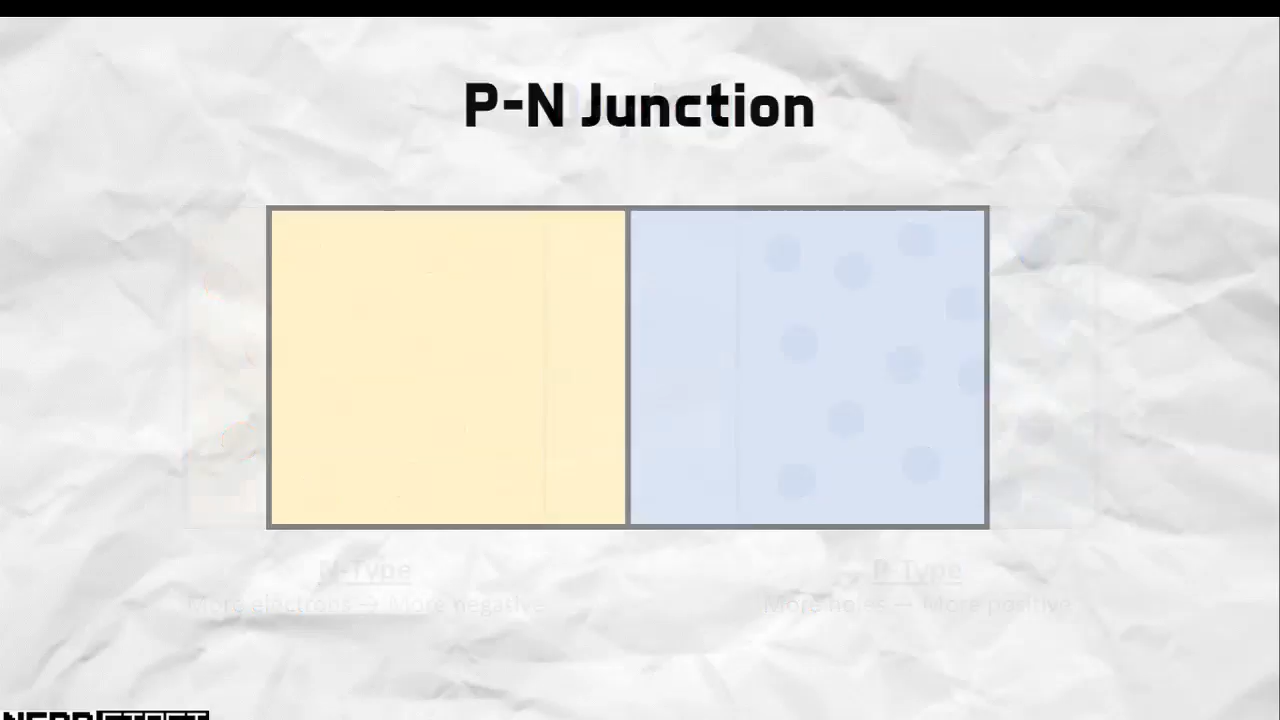 P-N Junction
N-Type
P Type
More electrons → More negative
More holes → More positive